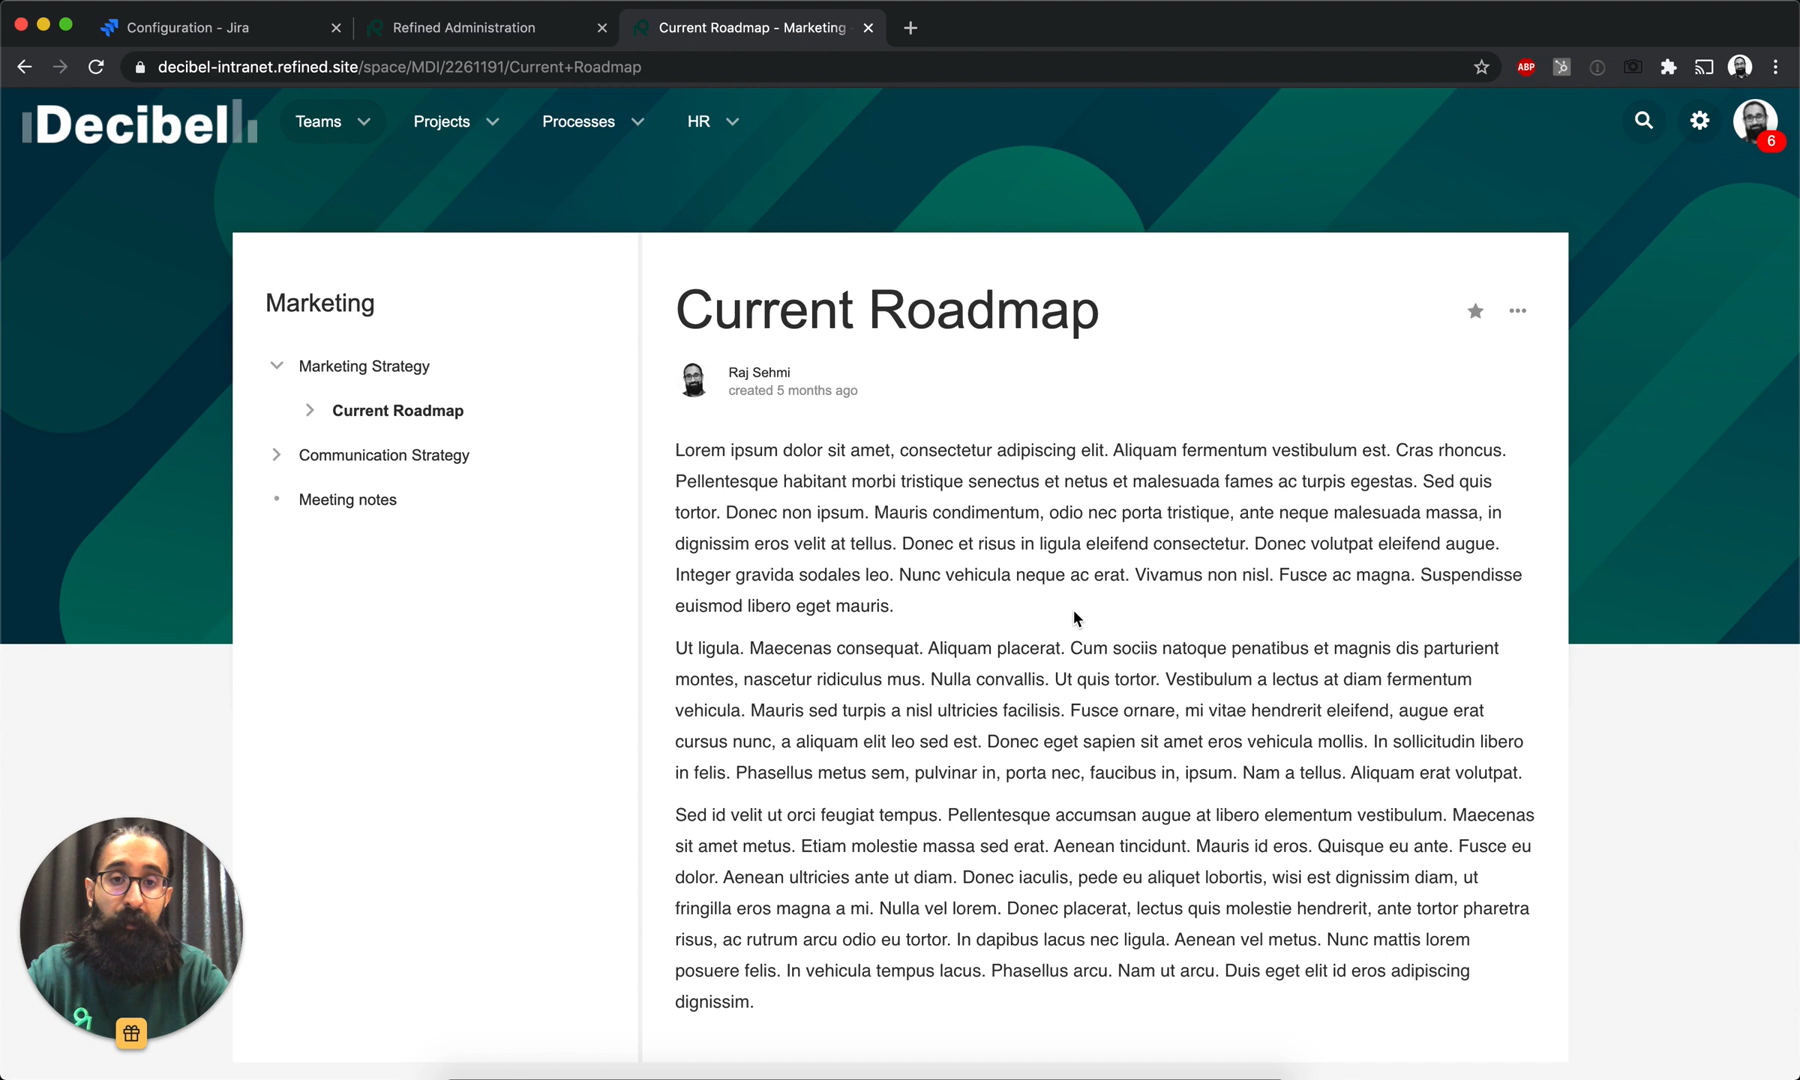 Configuration - Jira
Refined Administration
Current Roadmap - Marketing
decibel-intranet.refined.site/space/MDI/2261191/Current+Roadmap
ABP
Decibel
Teams
Projects
Processes
HR
6
Marketing
Marketing Strategy
Current Roadmap
Communication Strategy
Meeting notes
Current Roadmap
Raj Sehmi
created 5 months ago
Lorem ipsum dolor sit amet, consectetur adipiscing elit. Aliquam fermentum vestibulum est. Cras rhoncus.
Pellentesque habitant morbi tristique senectus et netus et malesuada fames ac turpis egestas. Sed quis
tortor. Donec non ipsum. Mauris condimentum, odio nec porta tristique, ante neque malesuada massa, in
dignissim eros velit at tellus. Donec et risus in ligula eleifend consectetur. Donec volutpat eleifend augue.
Integer gravida sodales leo. Nunc vehicula neque ac erat. Vivamus non nisl. Fusce ac magna. Suspendisse
euismod libero eget mauris.
Ut ligula. Maecenas consequat. Aliquam placerat. Cum sociis natoque penatibus et magnis dis parturient
montes, nascetur ridiculus mus. Nulla convallis. Ut quis tortor. Vestibulum a lectus at diam fermentum
vehicula. Mauris sed turpis a nisl ultricies facilisis. Fusce ornare, mi vitae hendrerit eleifend, augue erat
cursus nunc, a aliquam elit leo sed est. Donec eget sapien sit amet eros vehicula mollis. In sollicitudin libero
in felis. Phasellus metus sem, pulvinar in, porta nec, faucibus in, ipsum. Nam a tellus. Aliquam erat volutpat.
Sed id velit ut orci feugiat tempus. Pellentesque accumsan augue at libero elementum vestibulum. Maecenas
sit amet metus. Etiam molestie massa sed erat. Aenean tincidunt. Mauris id eros. Quisque eu ante. Fusce eu
dolor. Aenean ultricies ante ut diam. Donec iaculis, pede eu aliquet lobortis, wisi est dignissim diam, ut
fringilla eros magna a mi. Nulla vel lorem. Donec placerat, lectus quis molestie hendrerit, ante tortor pharetra
risus, ac rutrum arcu odio eu tortor. In dapibus lacus nec ligula. Aenean vel metus. Nunc mattis lorem
posuere felis. In vehicula tempus lacus. Phasellus arcu. Nam ut arcu. Duis eget elit id eros adipiscing
dignissim.